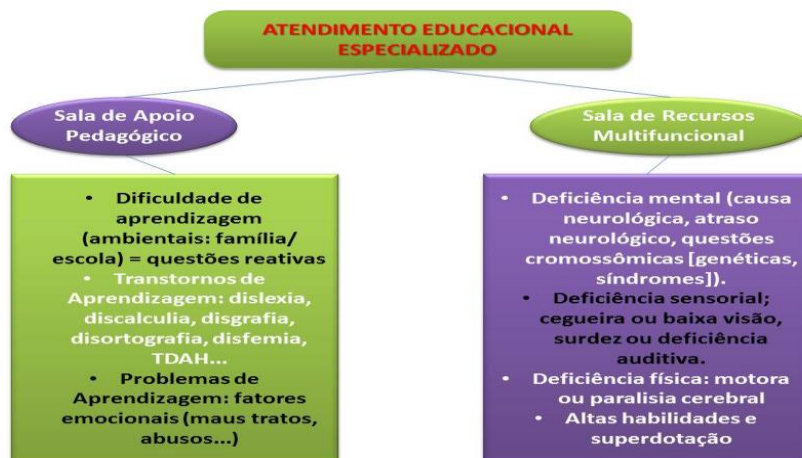 ATENDIMENTO EDUCACIONAL
ESPECIALIZADO
Sala de Apoio
Pedagógico
• Dificuldade de
aprendizagem
(ambientais: família/
escola) = questões reativas
• Transtornos de
Aprendizagem: dislexia,
discalculia, disgrafia,
disortografia, disfemia,
TDAH...
• Problemas de
Aprendizagem: fatores
emocionais (maus tratos,
abusos...)
Sala de Recursos
Multifuncional
• Deficiência mental (causa
neurológica, atraso
neurológico, questões
cromossômicas [genéticas,
síndromes]).
• Deficiência sensorial;
cegueira ou baixa visão,
surdez ou deficiência
auditiva.
• Deficiência física: motora
ou paralisia cerebral
• Altas habilidades e
superdotação